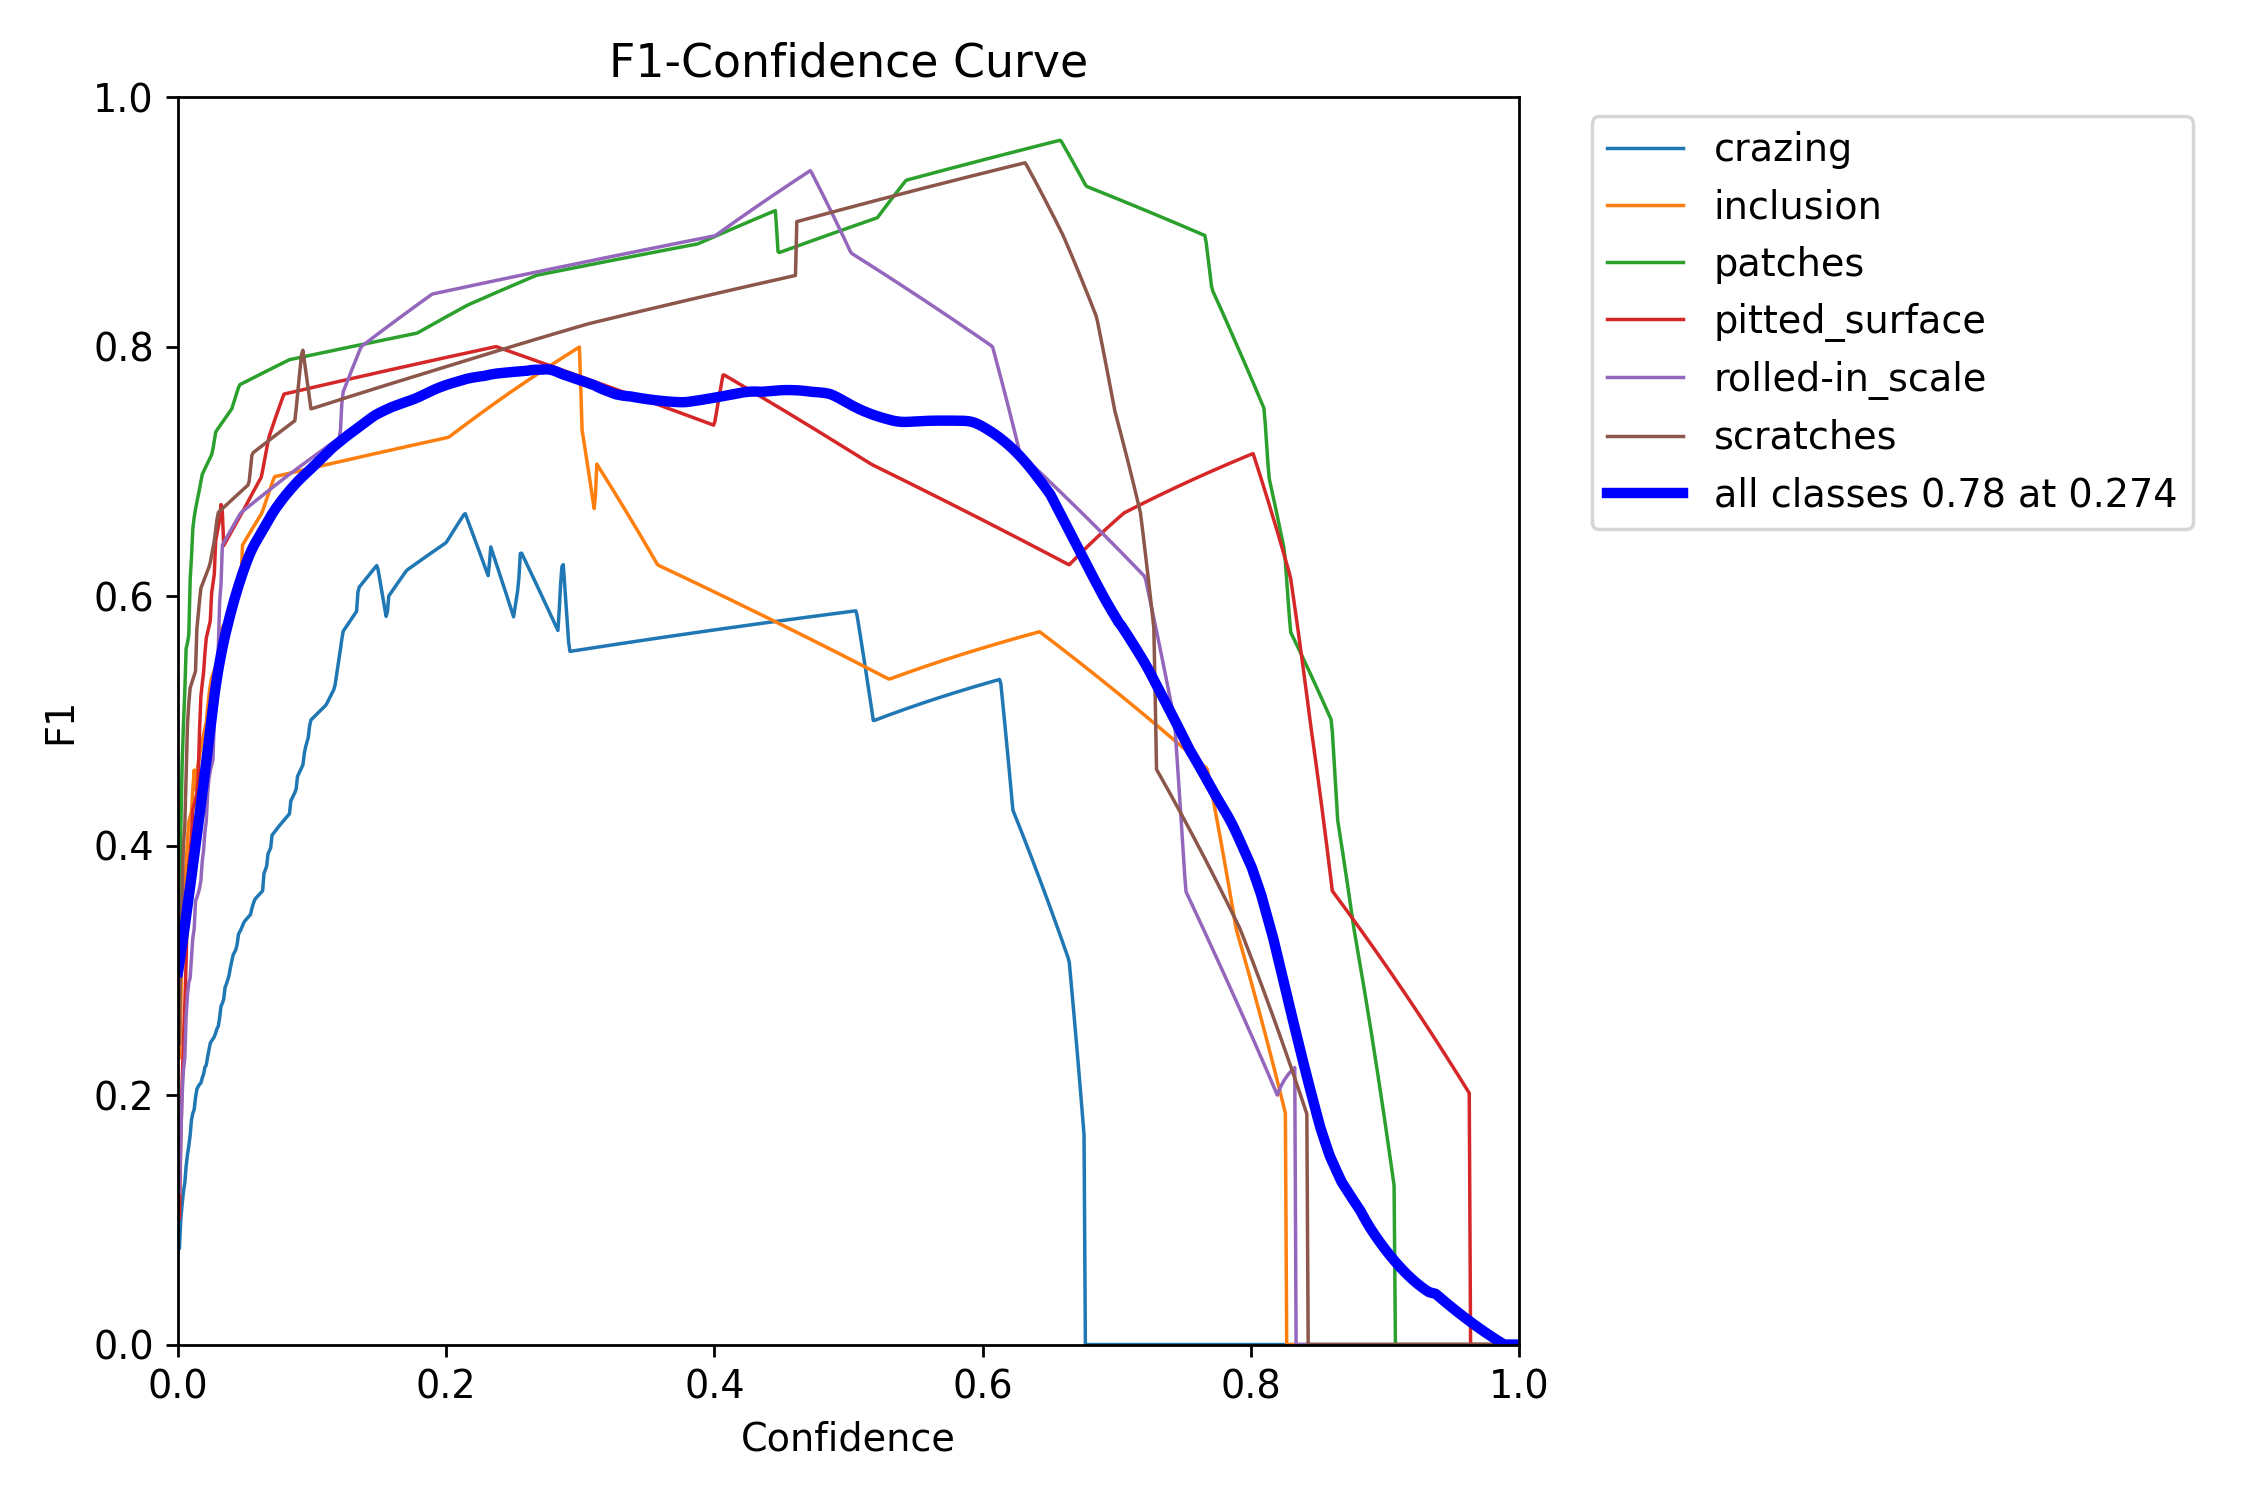 F1-Confidence Curve
1.0
0.8
0.6
0.4
0.2
0.0
F1
0.0 0.2 0.4 0.6 0.8 1.0
Confidence
crazing
inclusion
patches
pitted_surface
rolled-in_scale
scratches
all classes 0.78 at 0.274